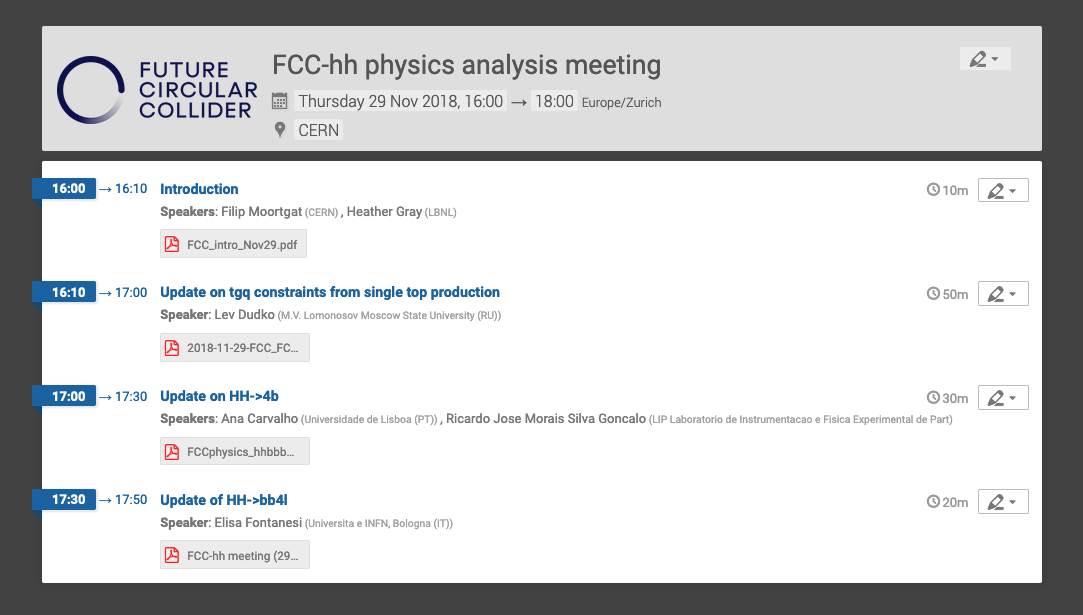 FUTURE
CIRCULAR
COLLIDER
FCC-hh physics analysis meeting
Thursday 29 Nov 2018, 16:00 → 18:00 Europe/Zurich
CERN
16:00 → 16:10 Introduction 10m
Speakers: Filip Moortgat (CERN) , Heather Gray (LBNL)
FCC_intro_Nov29.pdf
16:10 → 17:00 Update on tgq constraints from single top production 50m
Speaker: Lev Dudko (M.V. Lomonosov Moscow State University (RU))
2018-11-29-FCC_FC...
17:00 → 17:30 Update on HH->4b 30m
Speakers: Ana Carvalho (Universidade de Lisboa (PT)) , Ricardo Jose Morais Silva Goncalo (LIP Laboratorio de Instrumentacao e Fisica Experimental de Part)
FCCphysics_hhbbb...
17:30 → 17:50 Update of HH->bb4l 20m
Speaker: Elisa Fontanesi (Universita e INFN, Bologna (IT))
FCC-hh meeting (29...